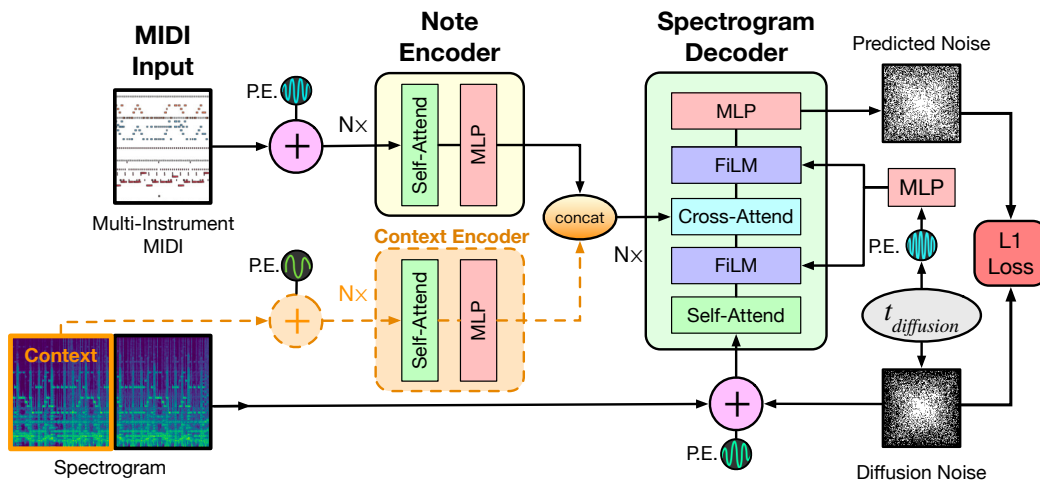 MIDI
Input
Note
Encoder
Spectrogram
Decoder
Predicted Noise
P.E.
N×
Self-Attend
MLP
MLP
FiLM
Cross-Attend
FiLM
Self-Attend
MLP
concat
N×
P.E.
L1
Loss
Multi-Instrument
MIDI
Context Encoder
P.E.
N×
Self-Attend
MLP
t diffusion
Context
P.E.
Spectrogram
Diffusion Noise